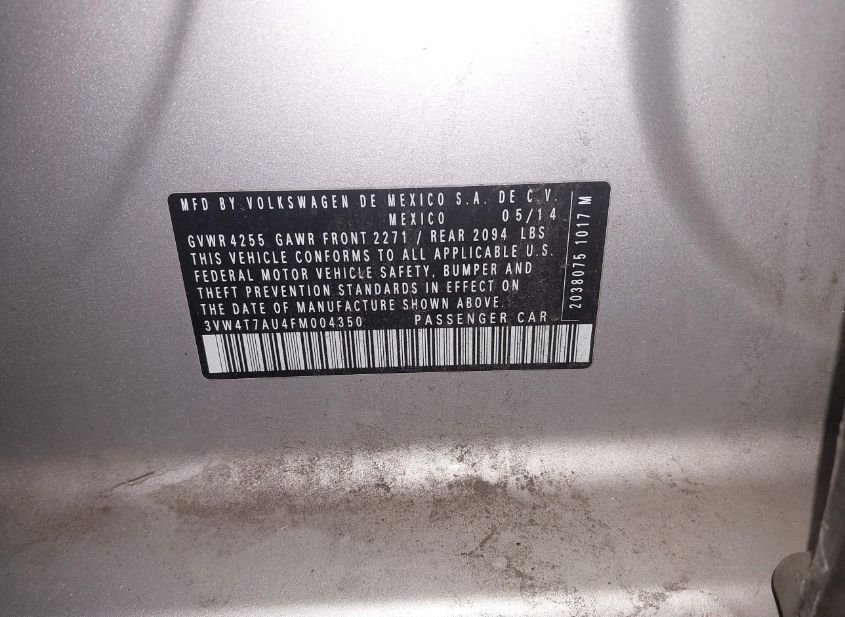 MFD BY VOLKSWAGEN DE MEXICO S.A. DE C.V.
MEXICO 05/14
GVWR 4255 GAWR FRONT 2271 / REAR 2094 LBS
THIS VEHICLE CONFORMS TO ALL APPLICABLE U.S.
FEDERAL MOTOR VEHICLE SAFETY, BUMPER AND
THEFT PREVENTION STANDARDS IN EFFECT ON
THE DATE OF MANUFACTURE SHOWN ABOVE.
3VW4T7AU4FM004350 PASSENGER CAR
2038075 1017 M